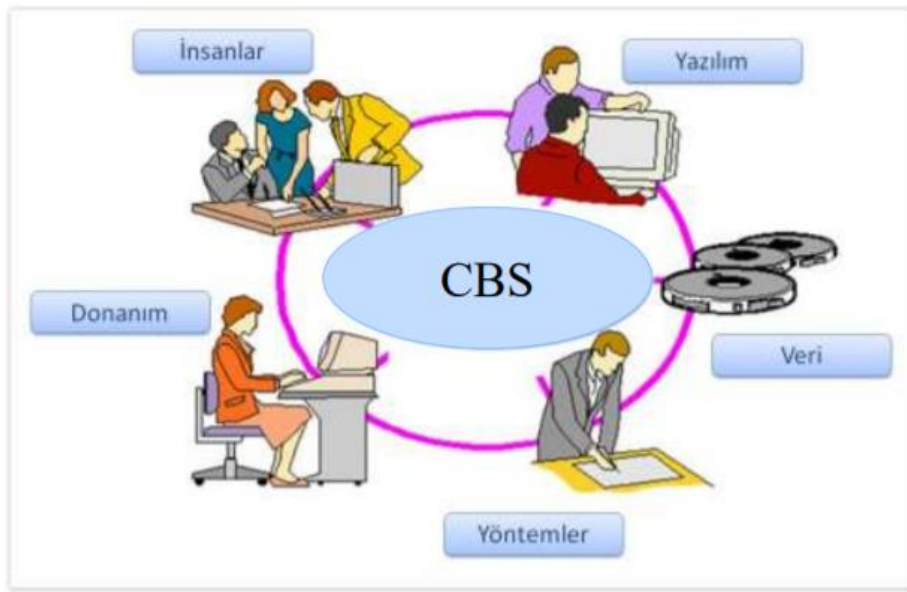 İnsanlar
Yazılım
CBS
Donanım
Veri
Yöntemler